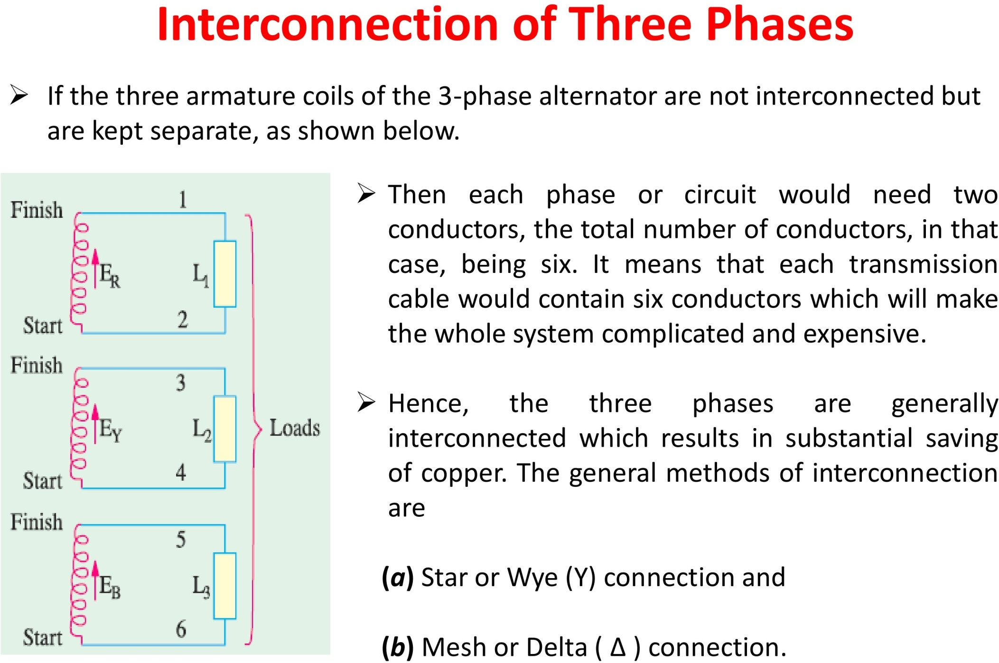 Interconnection of Three Phases
➢ If the three armature coils of the 3-phase alternator are not interconnected but
are kept separate, as shown below.
Finish
1
E_R
L_1
Start
2
Finish
3
E_Y
L_2
Loads
Start
4
Finish
5
E_B
L_3
Start
6
➢ Then each phase or circuit would need two
conductors, the total number of conductors, in that
case, being six. It means that each transmission
cable would contain six conductors which will make
the whole system complicated and expensive.
➢ Hence, the three phases are generally
interconnected which results in substantial saving
of copper. The general methods of interconnection
are
(a) Star or Wye (Y) connection and
(b) Mesh or Delta ( Δ ) connection.